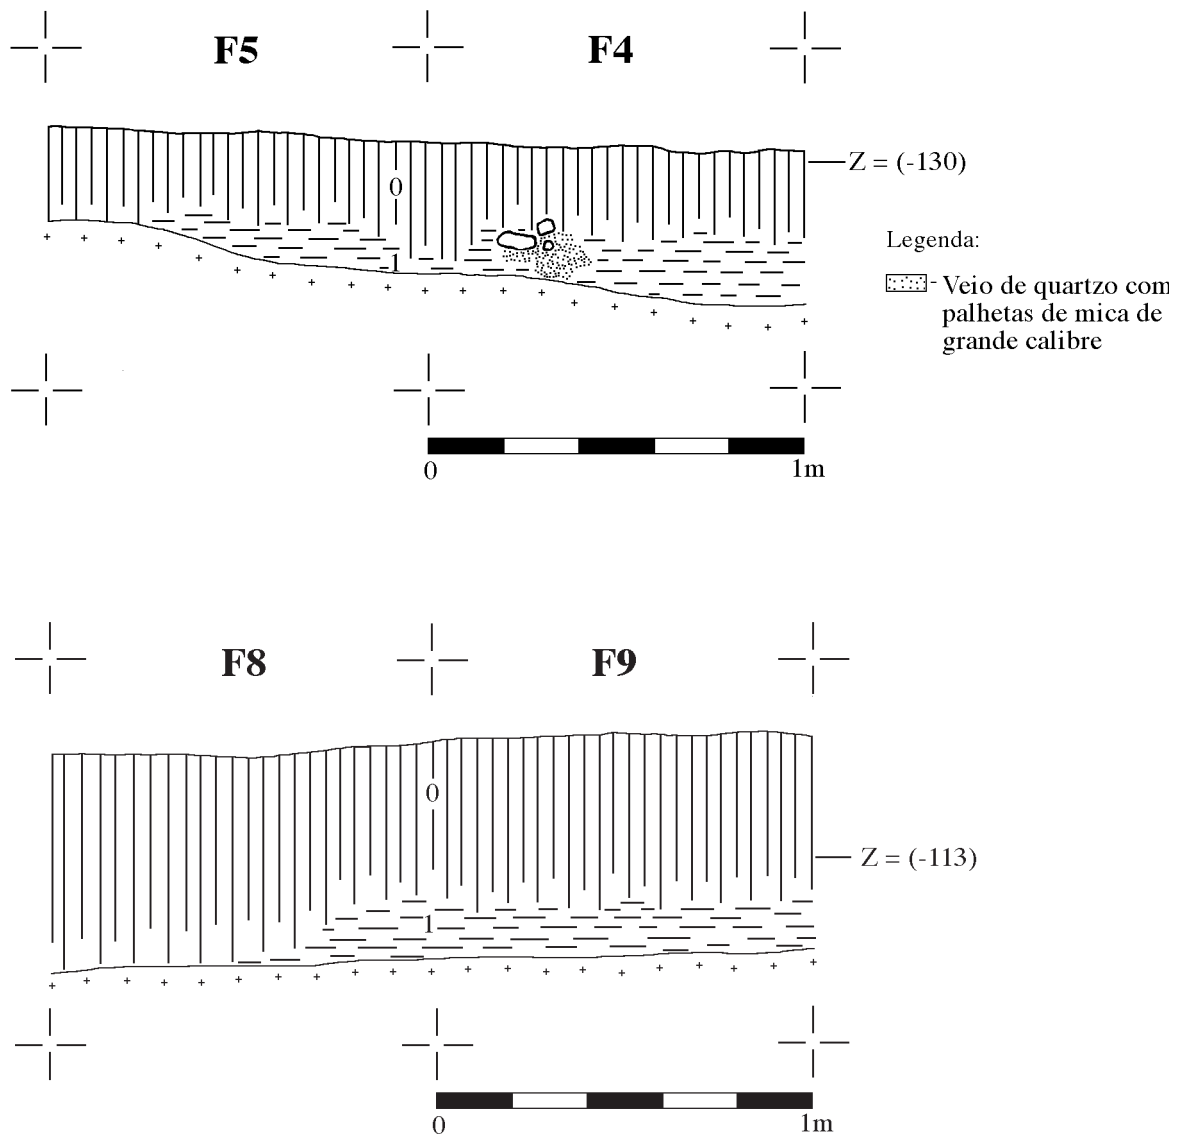 F5 F4
0
Z = (-130)
1
Legenda:
- Veio de quartzo com
palhetas de mica de
grande calibre
0 1m
F8 F9
0
Z = (-113)
1
0 1m